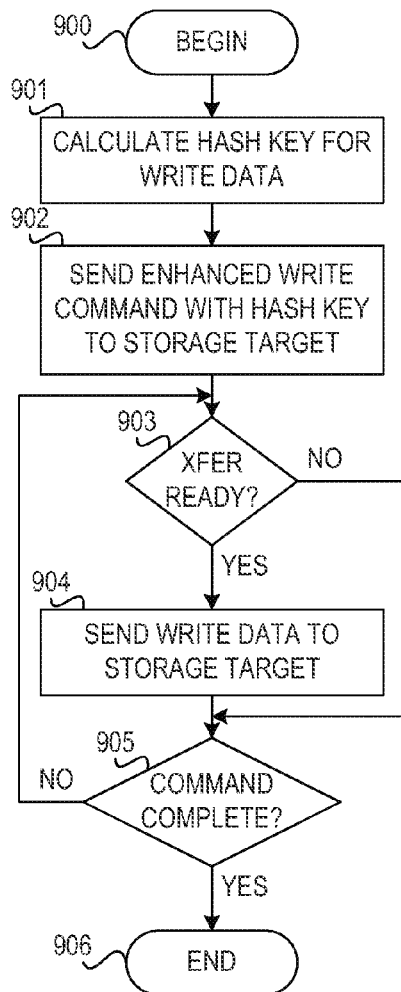 900
BEGIN
901
CALCULATE HASH KEY FOR
WRITE DATA
902
SEND ENHANCED WRITE
COMMAND WITH HASH KEY
TO STORAGE TARGET
903
XFER
READY?
NO
YES
904
SEND WRITE DATA TO
STORAGE TARGET
905
NO
COMMAND
COMPLETE?
YES
906
END